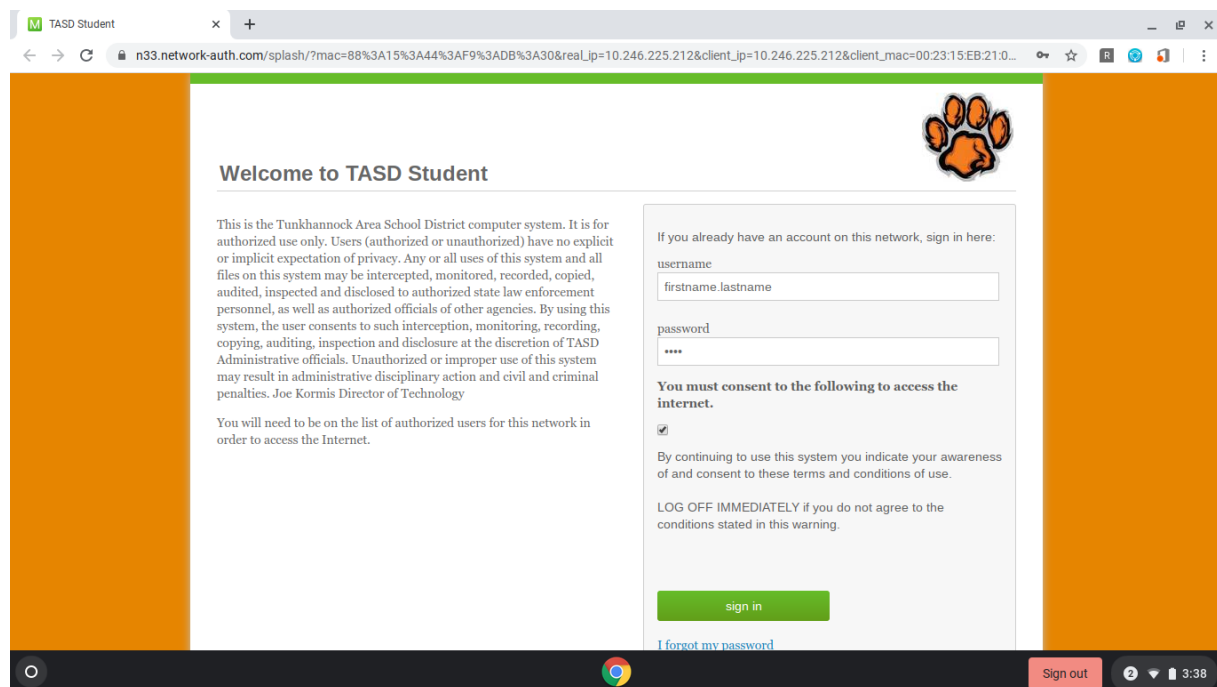 TASD Student
n33.network-auth.com/splash/?mac=88%3A15%3A44%3AF9%3ADB%3A30&real_ip=10.246.225.212&client_ip=10.246.225.212&client_mac=00:23:15:EB:21:0...
R
Welcome to TASD Student
This is the Tunkhannock Area School District computer system. It is for
authorized use only. Users (authorized or unauthorized) have no explicit
or implicit expectation of privacy. Any or all uses of this system and all
files on this system may be intercepted, monitored, recorded, copied,
audited, inspected and disclosed to authorized state law enforcement
personnel, as well as authorized officials of other agencies. By using this
system, the user consents to such interception, monitoring, recording,
copying, auditing, inspection and disclosure at the discretion of TASD
Administrative officials. Unauthorized or improper use of this system
may result in administrative disciplinary action and civil and criminal
penalties. Joe Kormis Director of Technology
You will need to be on the list of authorized users for this network in
order to access the Internet.
If you already have an account on this network, sign in here:
username
firstname.lastname
password
••••
You must consent to the following to access the
internet.
By continuing to use this system you indicate your awareness
of and consent to these terms and conditions of use.
LOG OFF IMMEDIATELY if you do not agree to the
conditions stated in this warning.
sign in
I forgot my password
Sign out
2
3:38